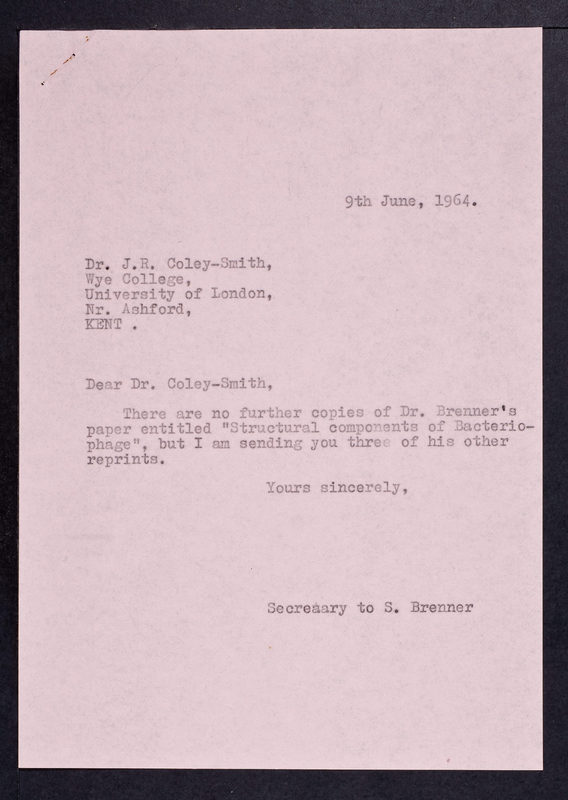 9th June, 1964.
Dr. J.R. Coley-Smith,
Wye College,
University of London,
Nr. Ashford,
KENT .
Dear Dr. Coley-Smith,
There are no further copies of Dr. Brenner's
paper entitled "Structural components of Bacterio-
phage", but I am sending you three of his other
reprints.
Yours sincerely,
Secreaary to S. Brenner